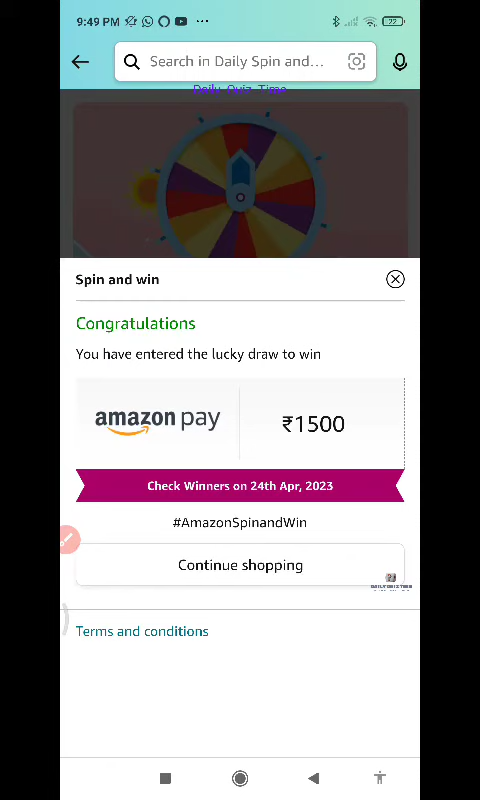 9:49 PM
22
Search in Daily Spin and...
Daily Quiz Time
Spin and win
Congratulations
You have entered the lucky draw to win
amazon pay
₹1500
Check Winners on 24th Apr, 2023
#AmazonSpinandWin
Continue shopping
Terms and conditions